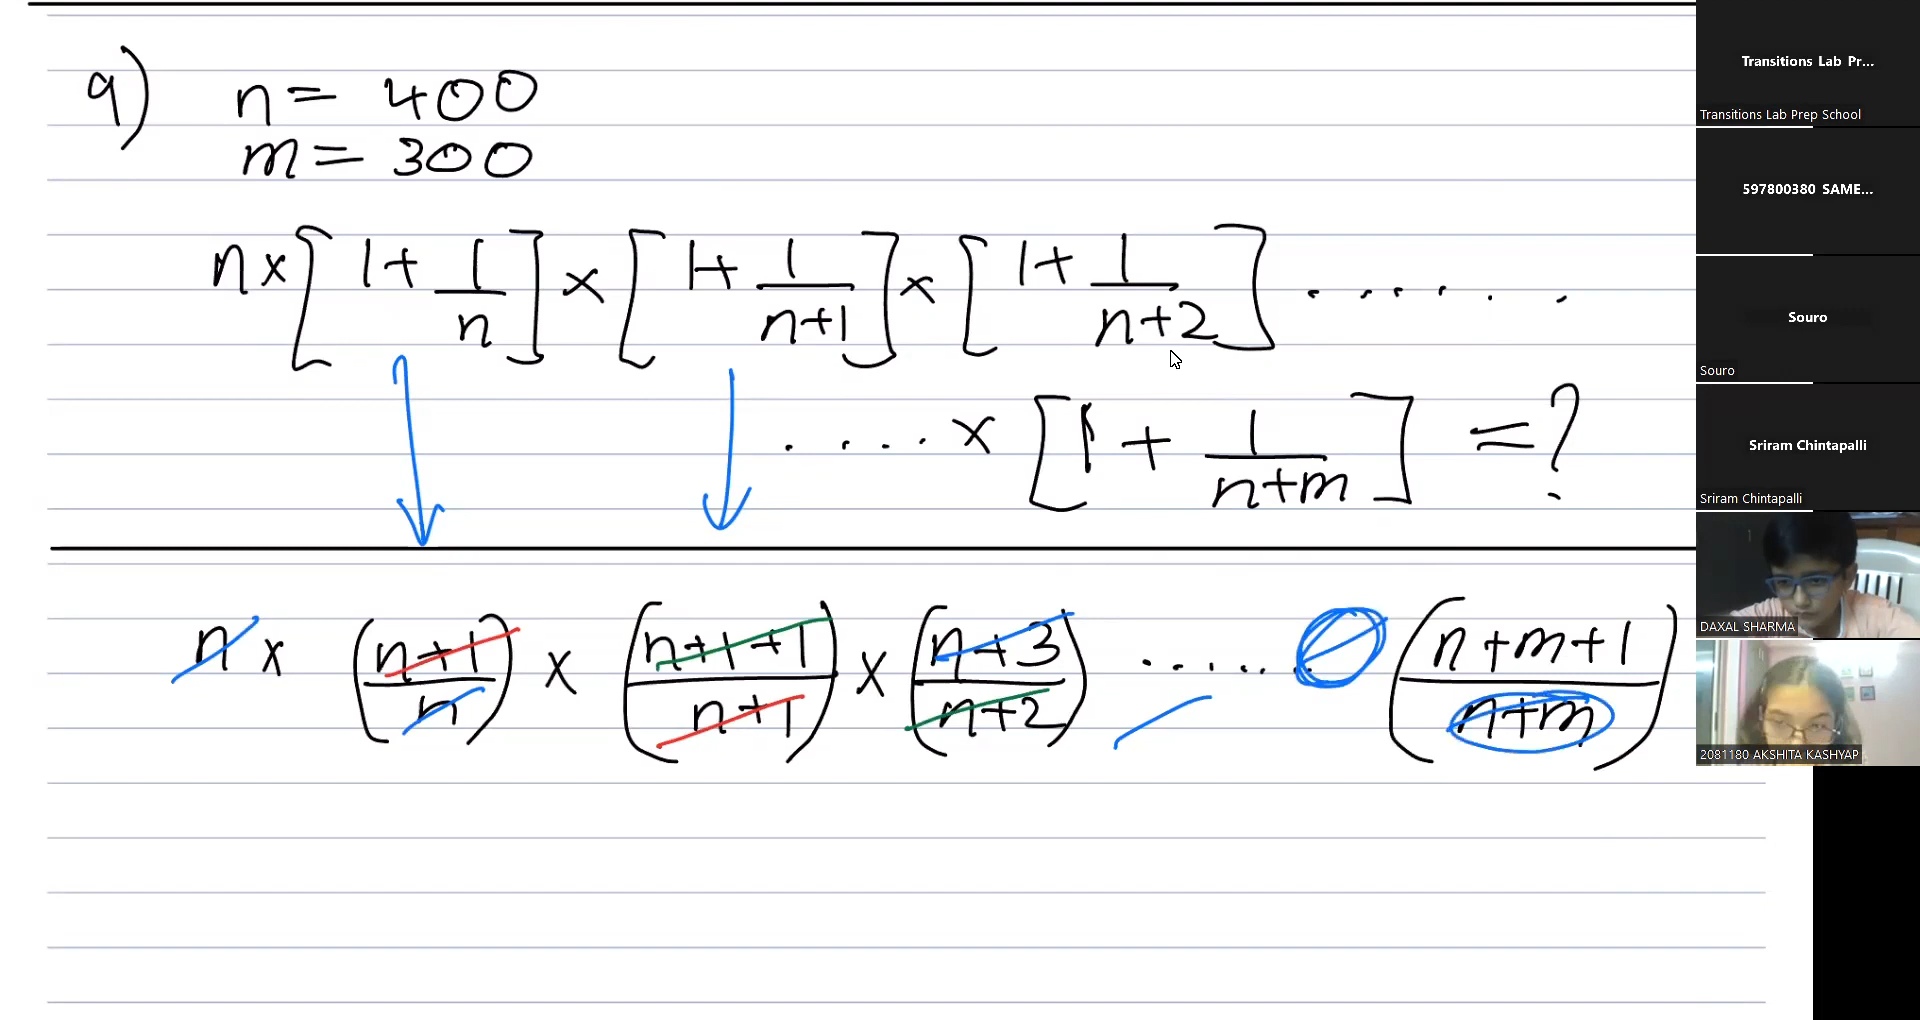 9) n = 400
m = 300
n x [ 1 + 1/n ] x [ 1 + 1/n+1 ] x [ 1 + 1/n+2 ] .......
..... x [ 1 + 1/n+m ] = ?
n x ( n+1/n ) x ( n+1+1/n+1 ) x ( n+3/n+2 ) ...... ( n+m+1/n+m )
Transitions Lab Pr...
Transitions Lab Prep School
597800380 SAME...
Souro
Souro
Sriram Chintapalli
Sriram Chintapalli
DAXAL SHARMA
2081180 AKSHITA KASHYAP